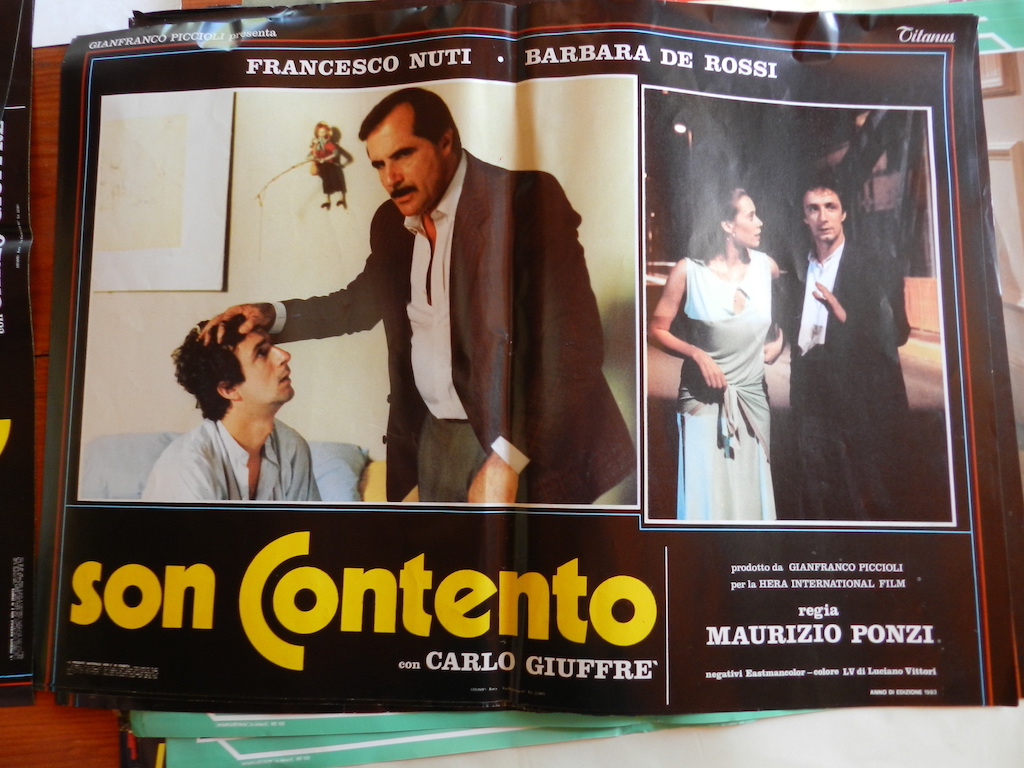 GIANFRANCO PICCIOLI presenta
Titanus
FRANCESCO NUTI • BARBARA DE ROSSI
son Contento
con CARLO GIUFFRE'
prodotto da GIANFRANCO PICCIOLI
per la HERA INTERNATIONAL FILM
regia
MAURIZIO PONZI
negativi Eastmancolor - colore LV di Luciano Vittori
ANNO DI EDIZIONE 1983
con